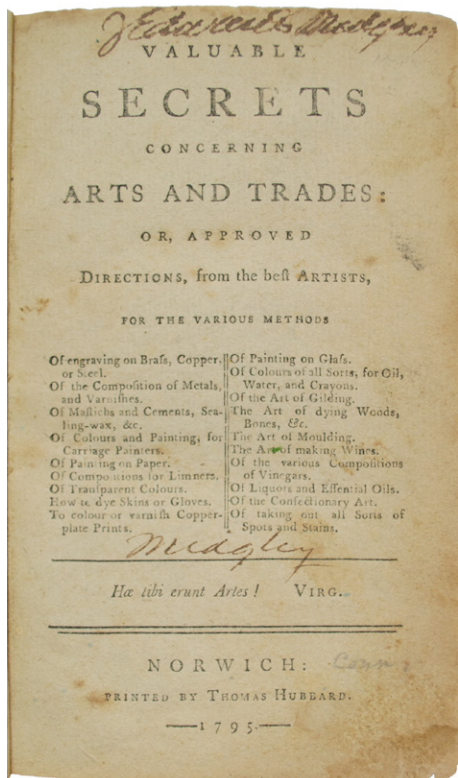 Midgley
VALUABLE
SECRETS
CONCERNING
ARTS AND TRADES:
OR, APPROVED
DIRECTIONS, from the beſt ARTISTS,
FOR THE VARIOUS METHODS
Of engraving on Braſs, Copper,
or Steel.
Of the Compoſition of Metals,
and Varniſhes.
Of Maſtichs and Cements, Sea-
ling-wax, &c.
Of Colours and Painting, for
Carriage Painters.
Of Painting on Paper.
Of Compoſitions for Limners.
Of Tranſparent Colours.
How to dye Skins or Gloves.
To colour or varniſh Copper-
plate Prints.
Of Painting on Glaſs.
Of Colours of all Sorts, for Oil,
Water, and Crayons.
Of the Art of Gilding.
The Art of dying Woods,
Bones, &c.
The Art of Moulding.
The Art of making Wines.
Of the various Compoſitions
of Vinegars.
Of Liquors and Eſſential Oils.
Of the Confectionary Art.
Of taking out all Sorts of
Spots and Stains.
Midgley
Hæ tibi erunt Artes! VIRG.
NORWICH:
Conn.
PRINTED BY THOMAS HUBBARD.
1795.